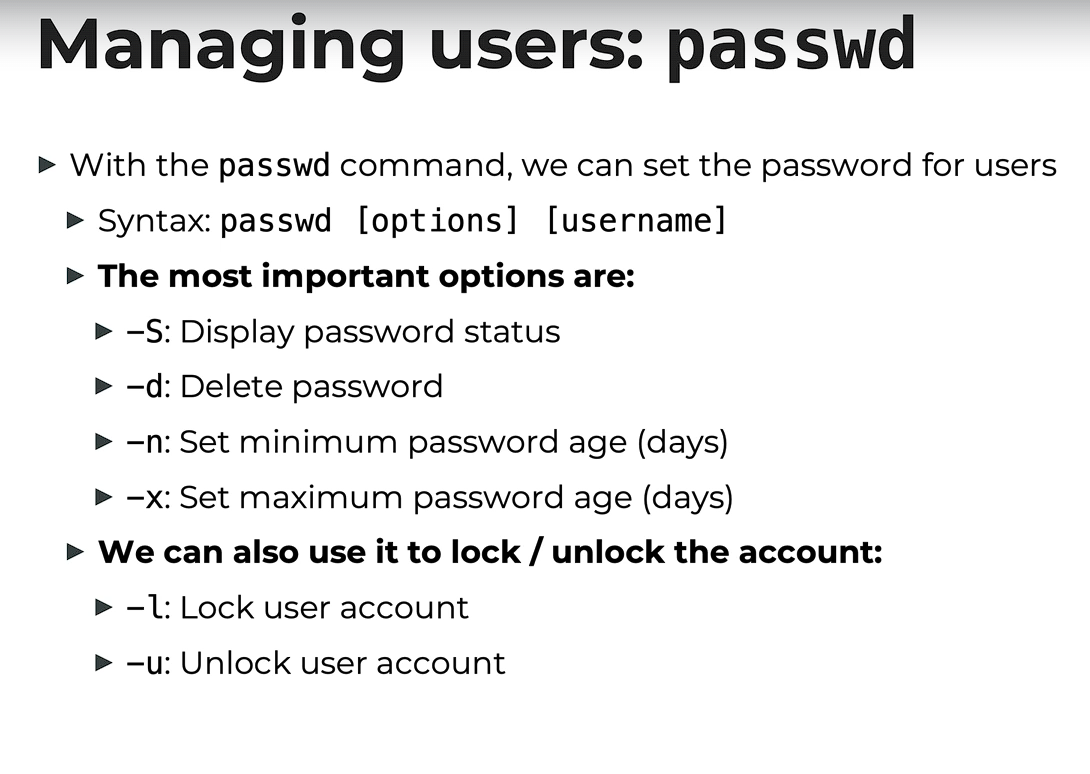 Managing users: passwd
With the passwd command, we can set the password for users
Syntax: passwd [options] [username]
The most important options are:
–S: Display password status
–d: Delete password
–n: Set minimum password age (days)
–x: Set maximum password age (days)
We can also use it to lock / unlock the account:
–l: Lock user account
–u: Unlock user account